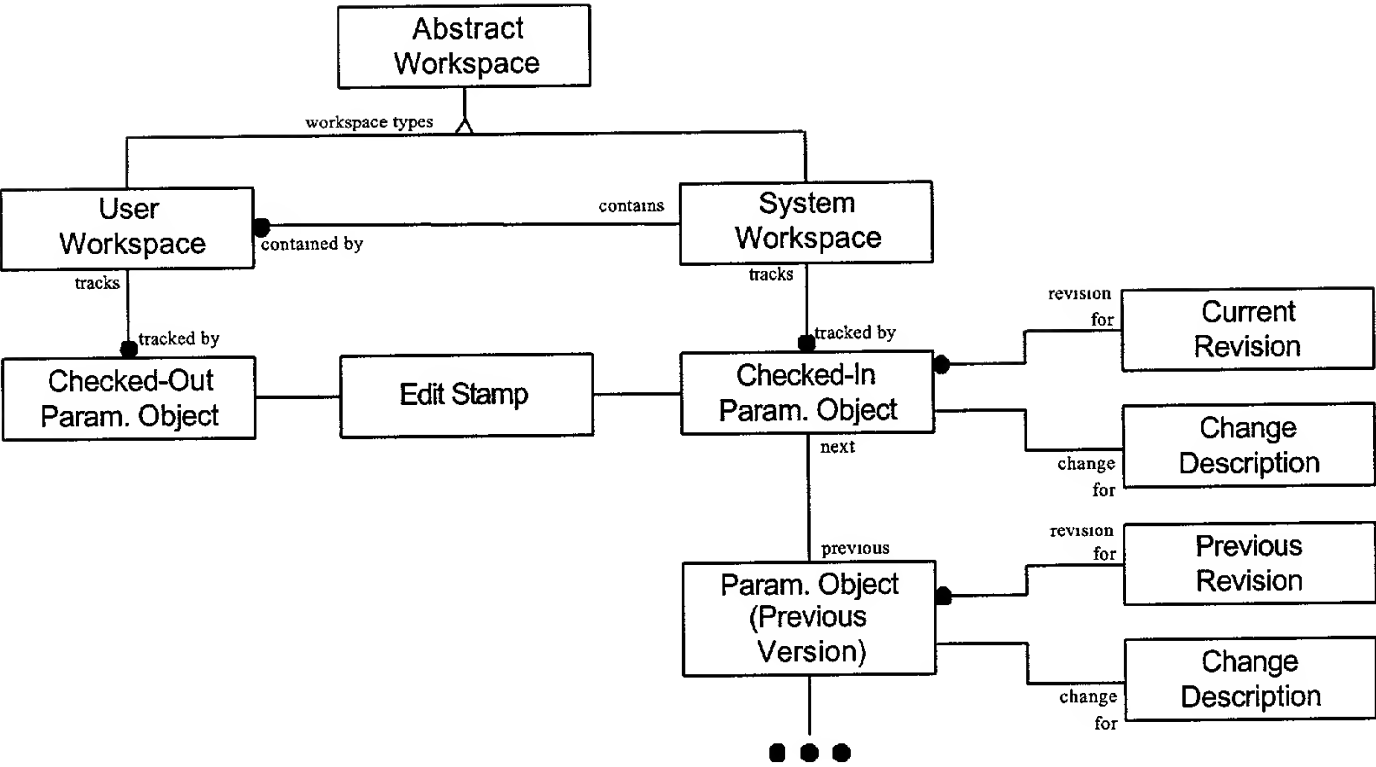 Abstract
Workspace
workspace types
User
Workspace
contains
contained by
System
Workspace
tracks
tracks
tracked by
tracked by
revision
for
Current
Revision
Checked-Out
Param. Object
Edit Stamp
Checked-In
Param. Object
Change
Description
change
for
next
previous
revision
for
Previous
Revision
Param. Object
(Previous
Version)
Change
Description
change
for